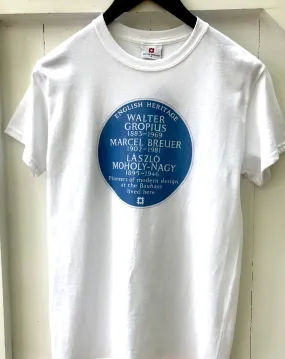 ENGLISH HERITAGE
WALTER
GROPIUS
1883-1969
MARCEL BREUER
1902-1981
LÁSZLÓ
MOHOLY-NAGY
1895-1946
Pioneers of modern design
at the Bauhaus
lived here